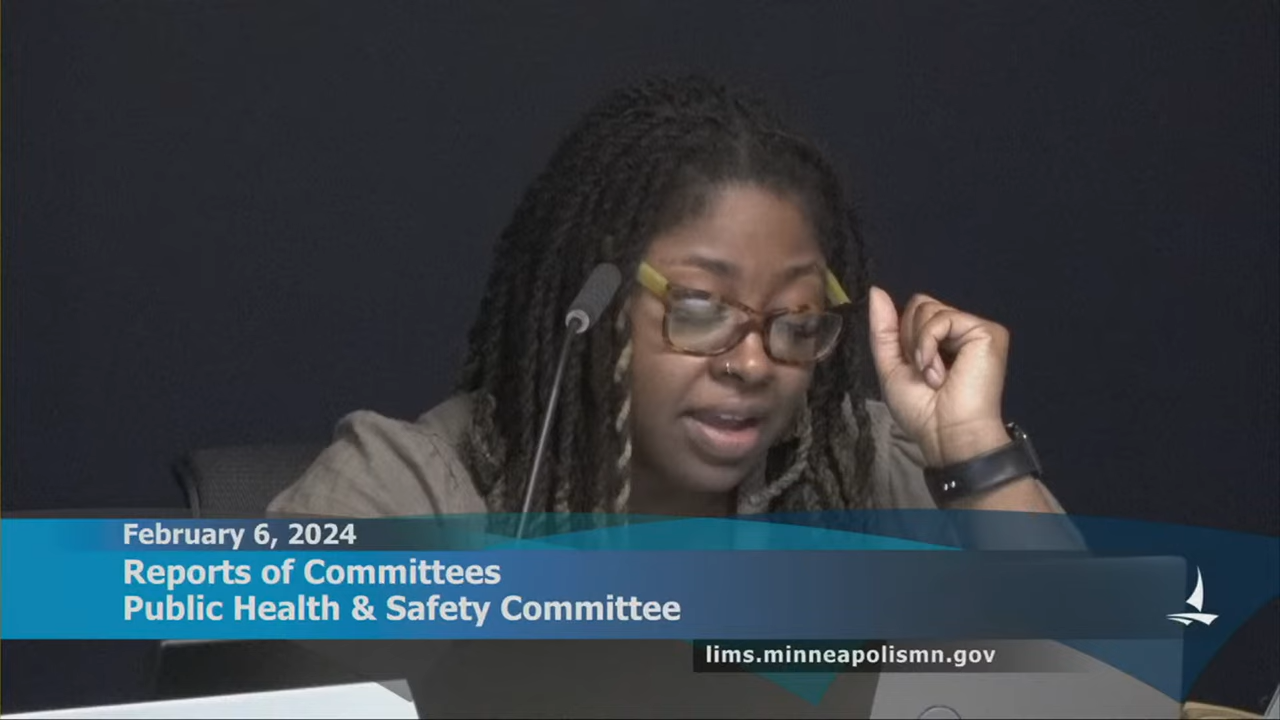 February 6, 2024
Reports of Committees
Public Health & Safety Committee
lims.minneapolismn.gov